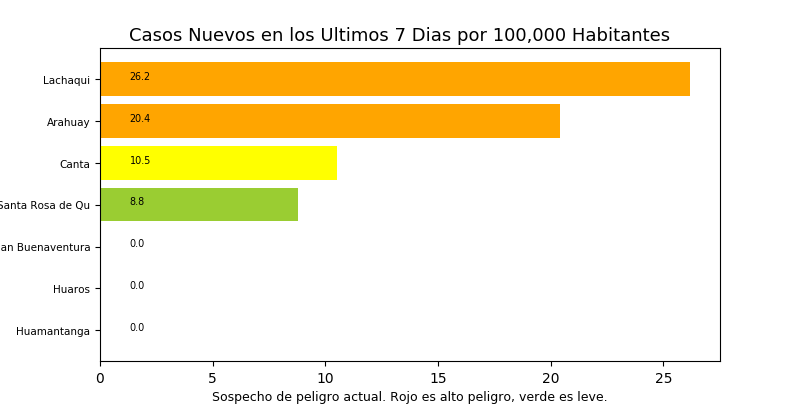 Casos Nuevos en los Ultimos 7 Dias por 100,000 Habitantes
Lachaqui 26.2
Arahuay 20.4
Canta 10.5
Santa Rosa de Qu 8.8
an Buenaventura 0.0
Huaros 0.0
Huamantanga 0.0
0 5 10 15 20 25
Sospecho de peligro actual. Rojo es alto peligro, verde es leve.